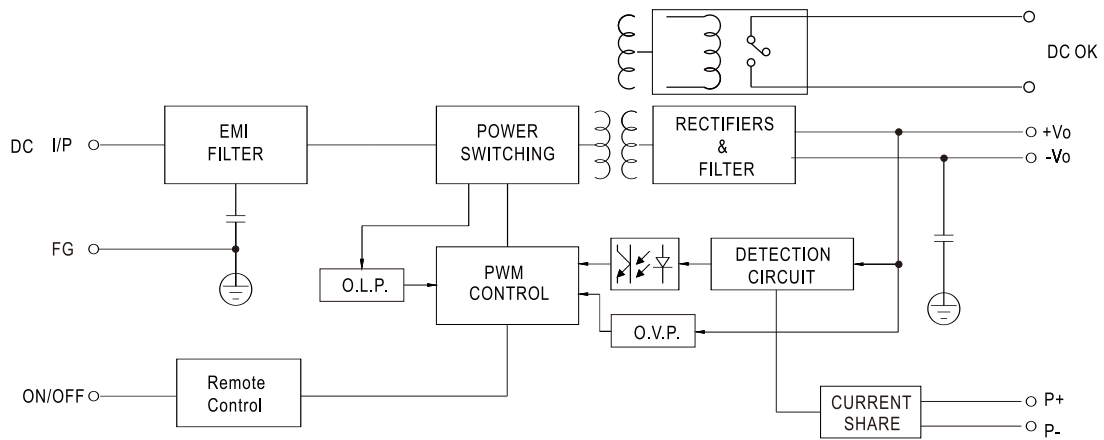 DC OK
EMI
FILTER
POWER
SWITCHING
RECTIFIERS
&
FILTER
DC I/P
+Vo
-Vo
FG
O.L.P.
PWM
CONTROL
DETECTION
CIRCUIT
O.V.P.
ON/OFF
Remote
Control
CURRENT
SHARE
P+
P-